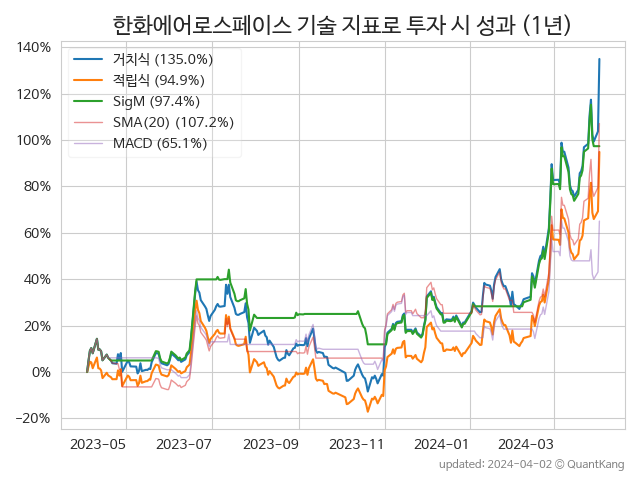 한화에어로스페이스 기술 지표로 투자 시 성과 (1년)
140%
120%
100%
80%
60%
40%
20%
0%
−20%
거치식 (135.0%)
적립식 (94.9%)
SigM (97.4%)
SMA(20) (107.2%)
MACD (65.1%)
2023-05
2023-07
2023-09
2023-11
2024-01
2024-03
updated: 2024-04-02 © QuantKang